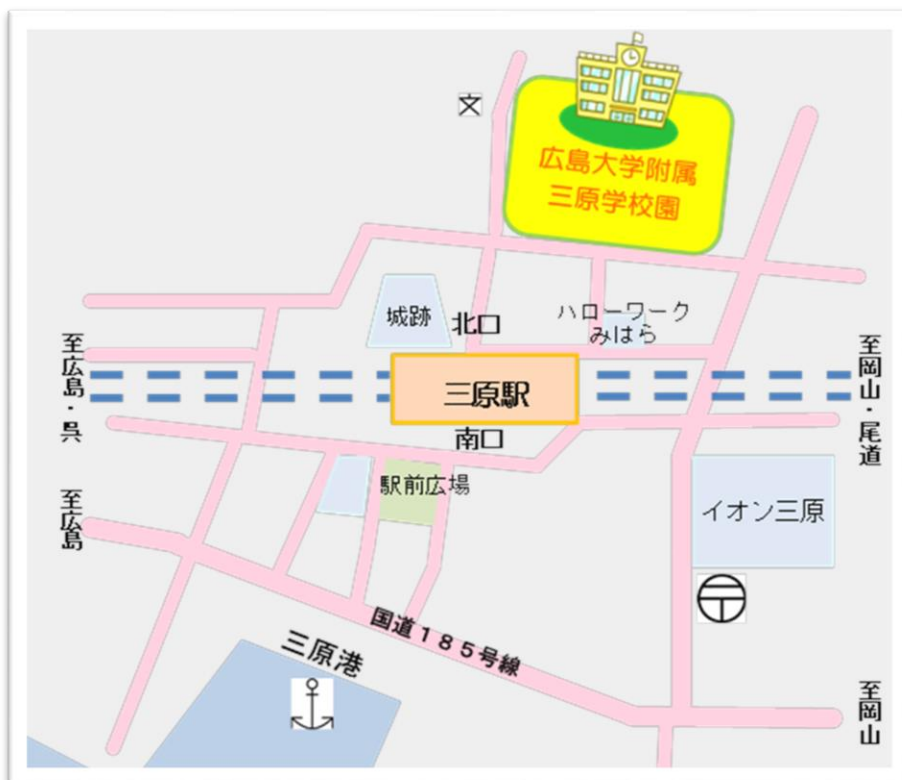 文
広島大学附属
三原学校園
城跡
北口
ハローワーク
みはら
至広島・呉
三原駅
至岡山・尾道
南口
駅前広場
至広島
イオン三原
国道185号線
三原港
至岡山